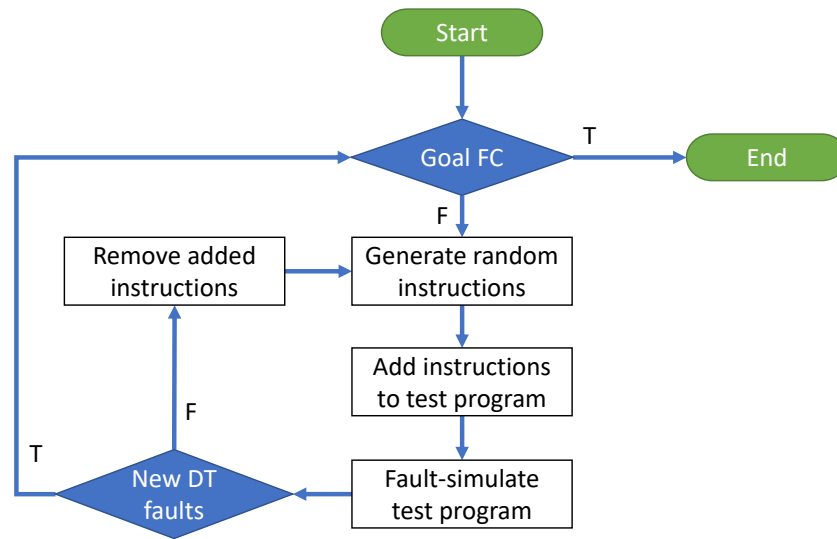 Start
Goal FC
T
End
F
Remove added
instructions
Generate random
instructions
Add instructions
to test program
F
T
New DT
faults
Fault-simulate
test program